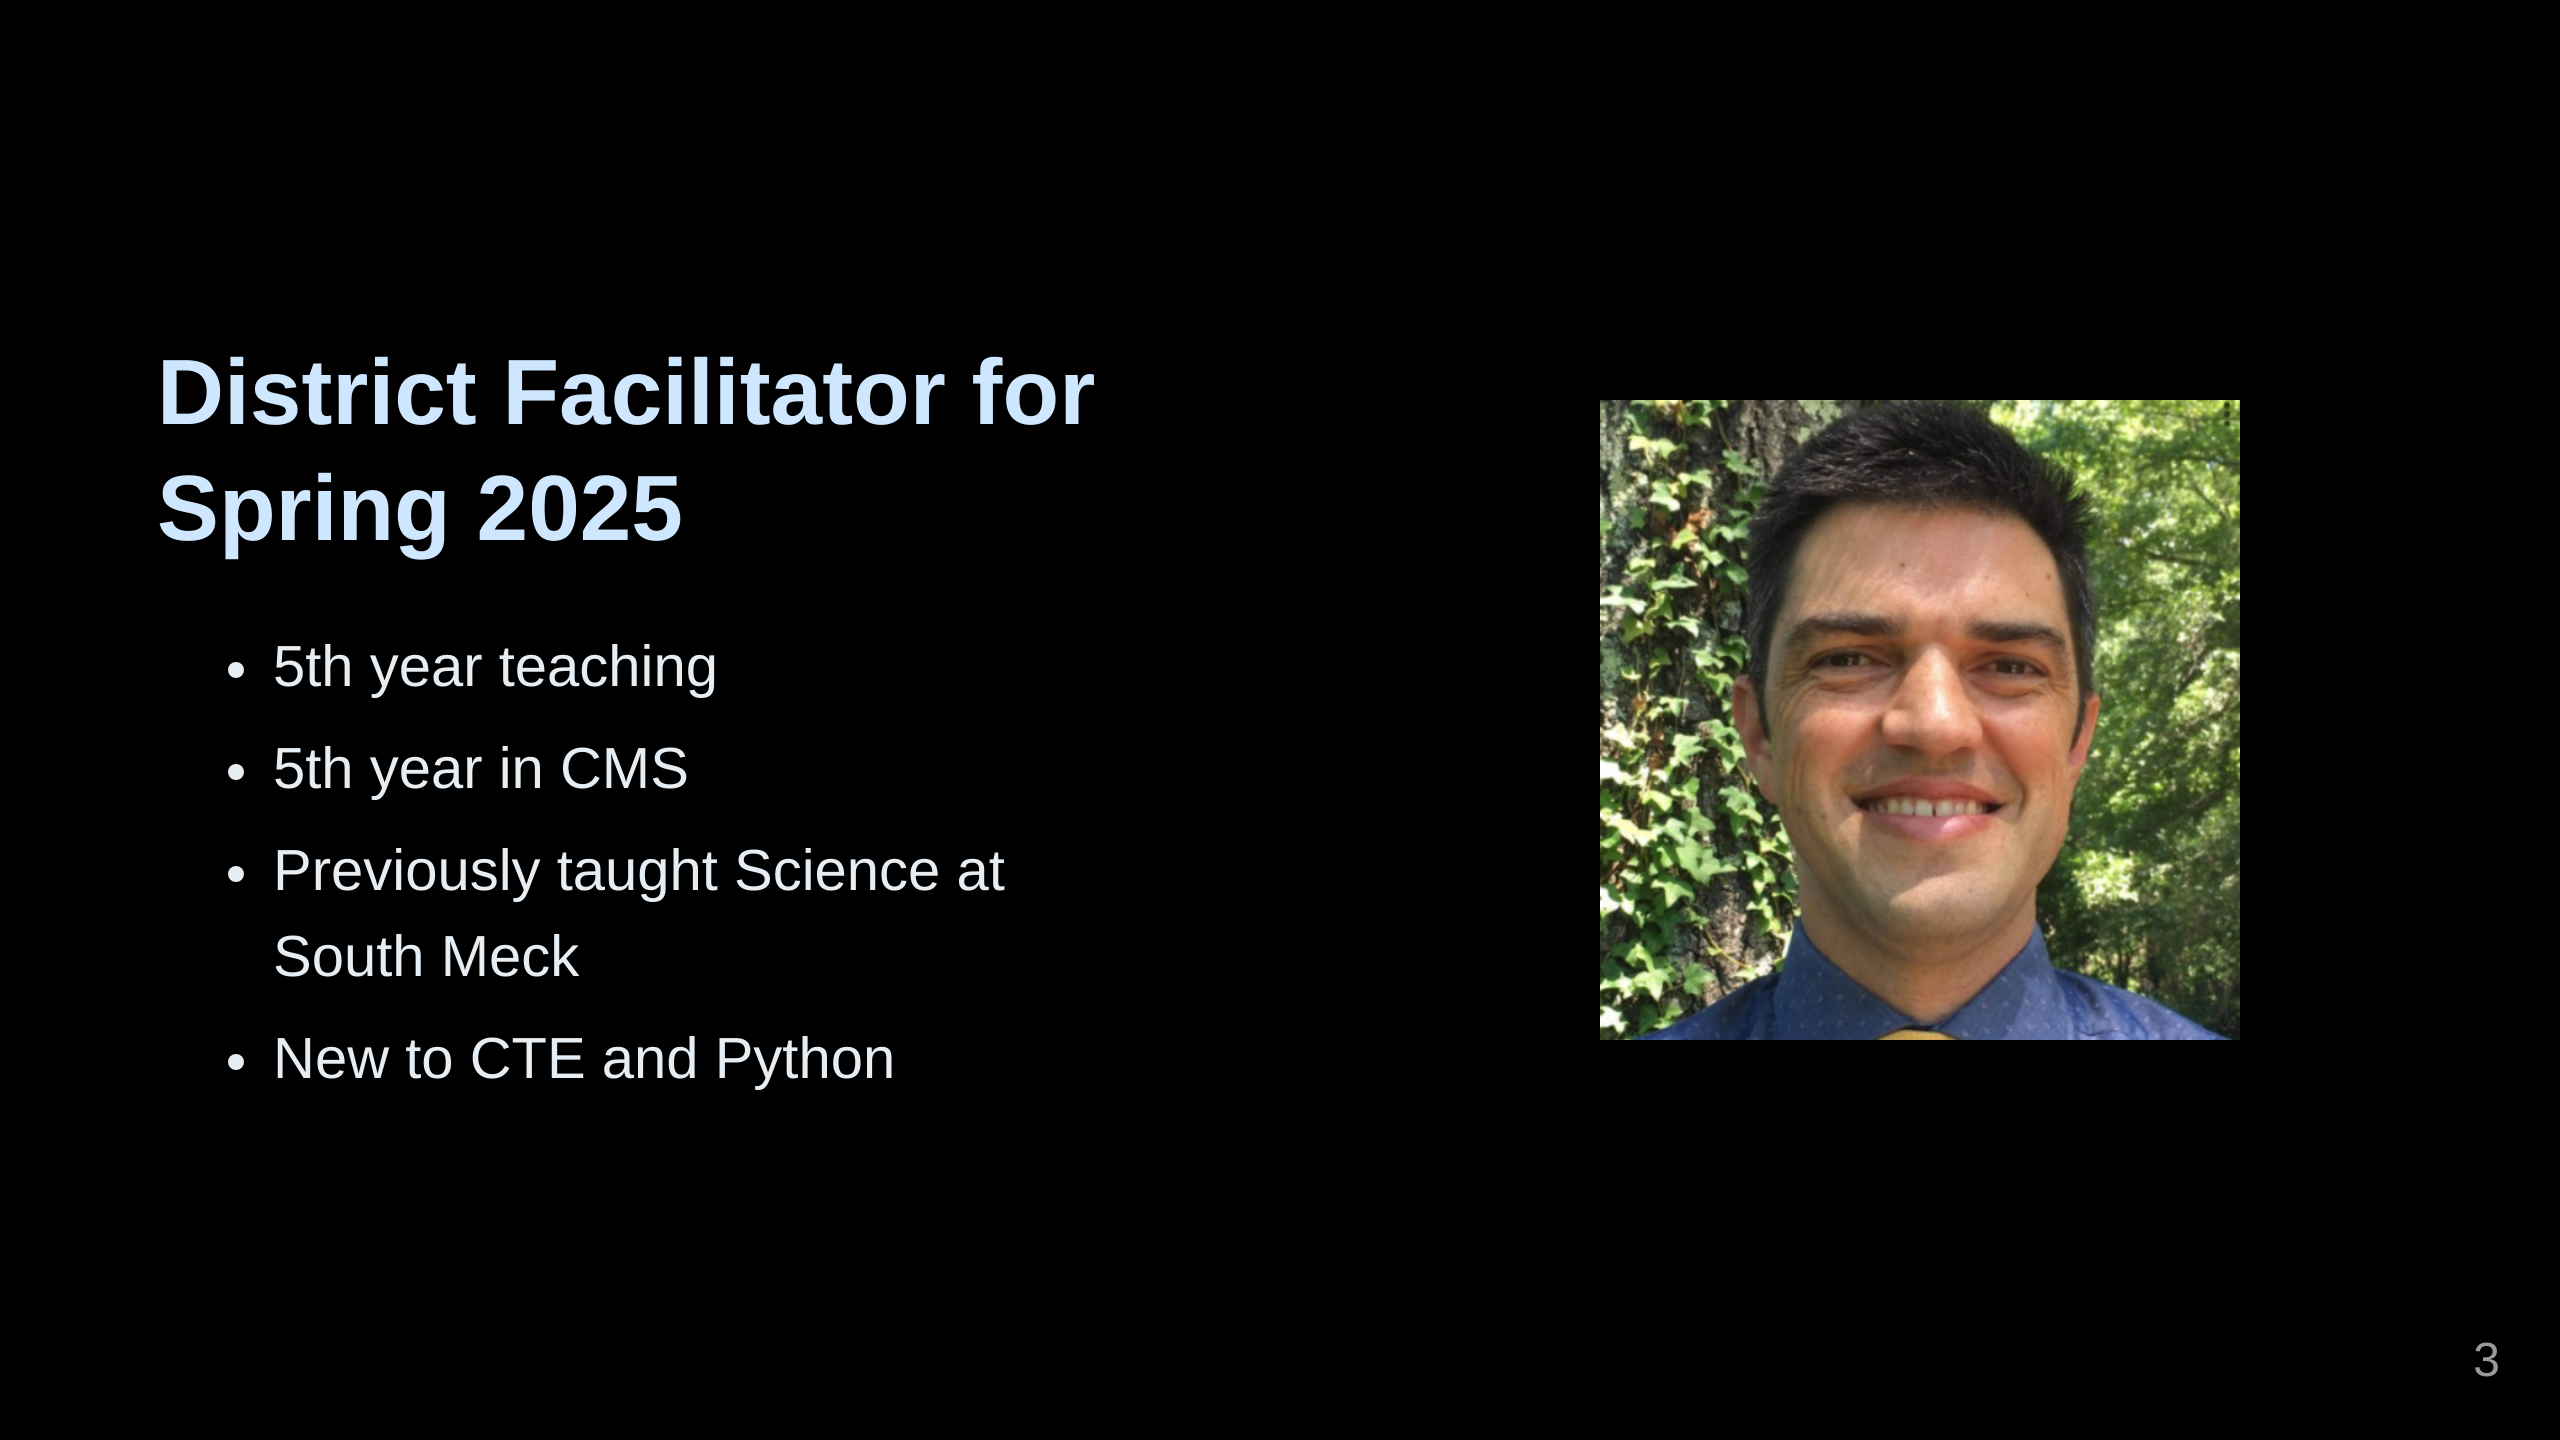 District Facilitator for
Spring 2025
• 5th year teaching
• 5th year in CMS
• Previously taught Science at
South Meck
• New to CTE and Python
3